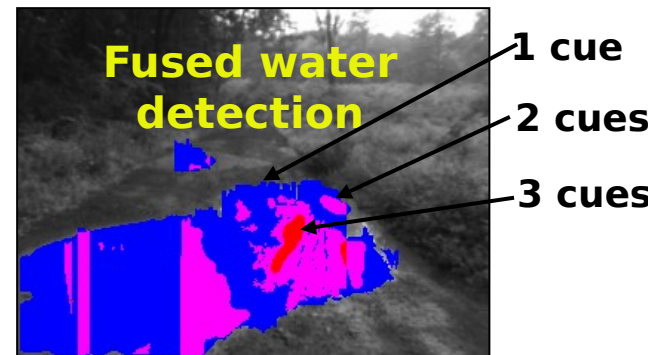 Fused water
detection
1 cue
2 cues
3 cues